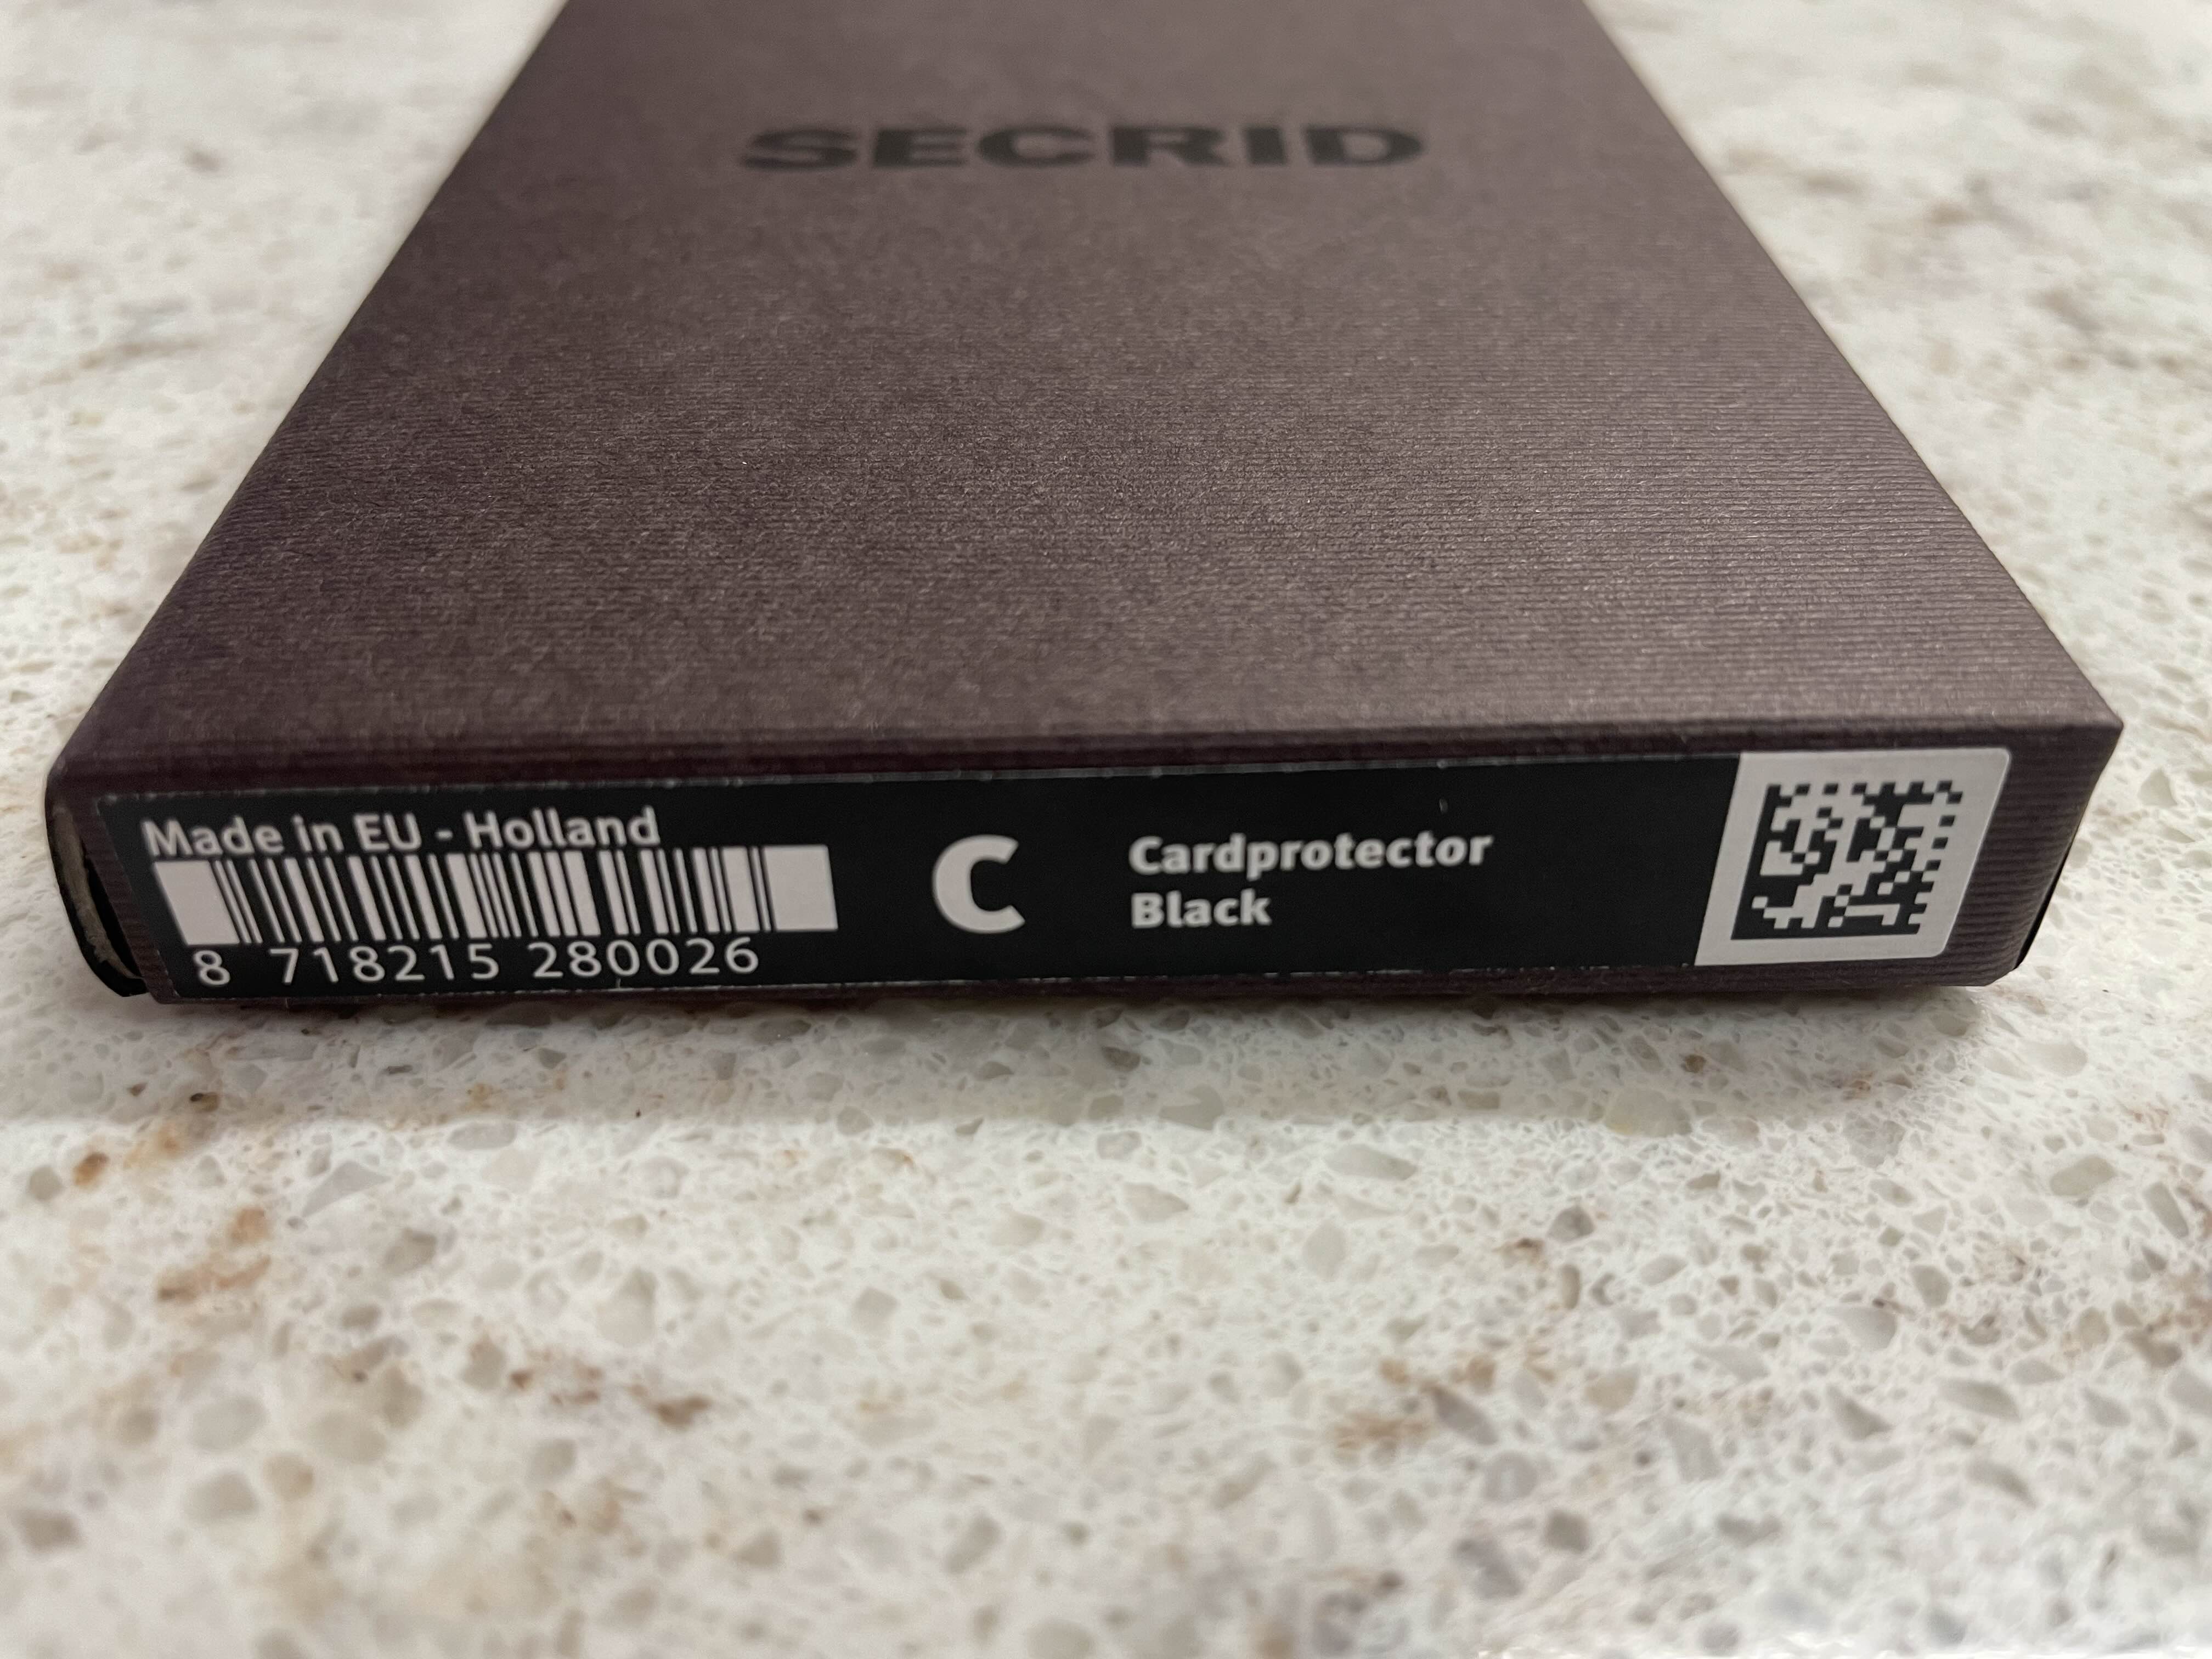 SECRID
Made in EU - Holland
8 718215 280026
C
Cardprotector
Black